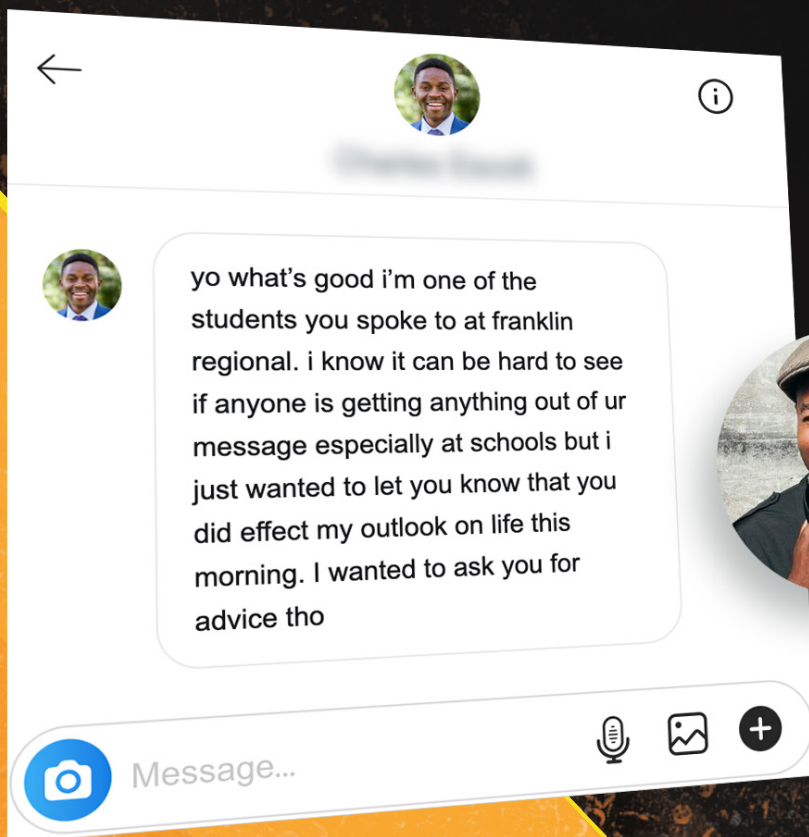 yo what's good i'm one of the
students you spoke to at franklin
regional. i know it can be hard to see
if anyone is getting anything out of ur
message especially at schools but i
just wanted to let you know that you
did effect my outlook on life this
morning. I wanted to ask you for
advice tho
Message...